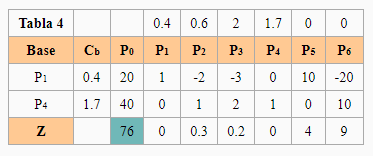 Tabla 4 0.4 0.6 2 1.7 0 0
Base Cb P0 P1 P2 P3 P4 P5 P6
P1 0.4 20 1 -2 -3 0 10 -20
P4 1.7 40 0 1 2 1 0 10
Z 76 0 0.3 0.2 0 4 9